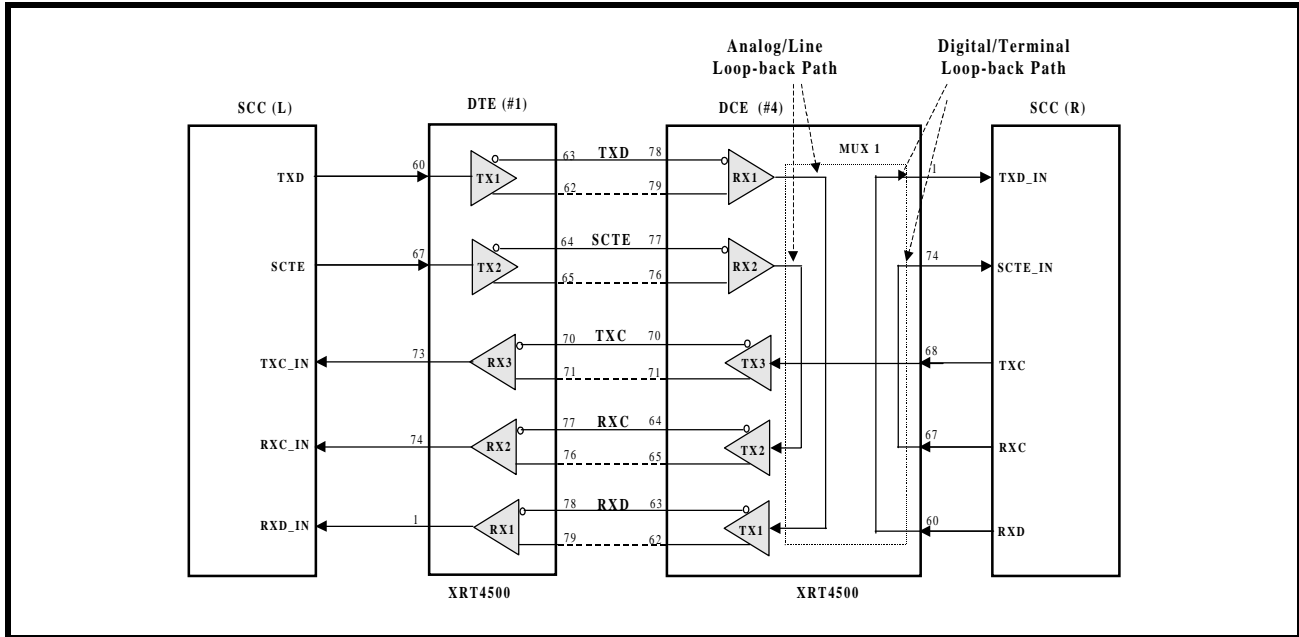 Analog/Line
Loop-back Path
Digital/Terminal
Loop-back Path
SCC (L)
DTE (#1)
DCE (#4)
SCC (R)
MUX 1
TXD 60 TX1 63 TXD 78 RX1 1 TXD_IN
62 79
SCTE 67 TX2 64 SCTE 77 RX2 74 SCTE_IN
65 76
TXC_IN 73 RX3 70 TXC 70 TX3 68 TXC
71 71
RXC_IN 74 RX2 77 RXC 64 TX2 67 RXC
76 65
RXD_IN 1 RX1 78 RXD 63 TX1 60 RXD
79 62
XRT4500
XRT4500